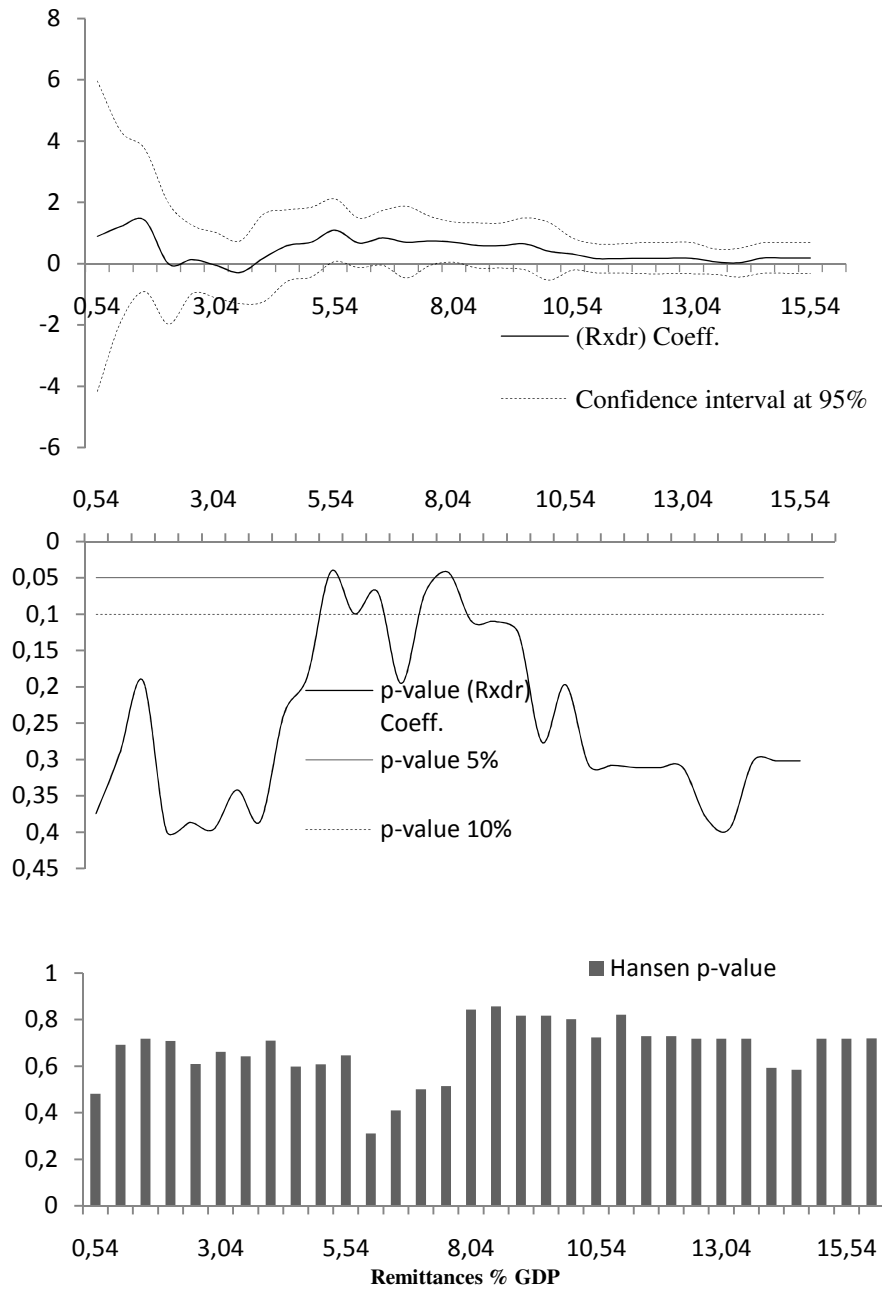 8
6
4
2
0
-2
-4
-6
0,54 3,04 5,54 8,04 10,54 13,04 15,54
(Rxdr) Coeff.
Confidence interval at 95%
0,54 3,04 5,54 8,04 10,54 13,04 15,54
0
0,05
0,1
0,15
0,2
0,25
0,3
0,35
0,4
0,45
p-value (Rxdr)
Coeff.
p-value 5%
p-value 10%
Hansen p-value
1
0,8
0,6
0,4
0,2
0
0,54 3,04 5,54 8,04 10,54 13,04 15,54
Remittances % GDP